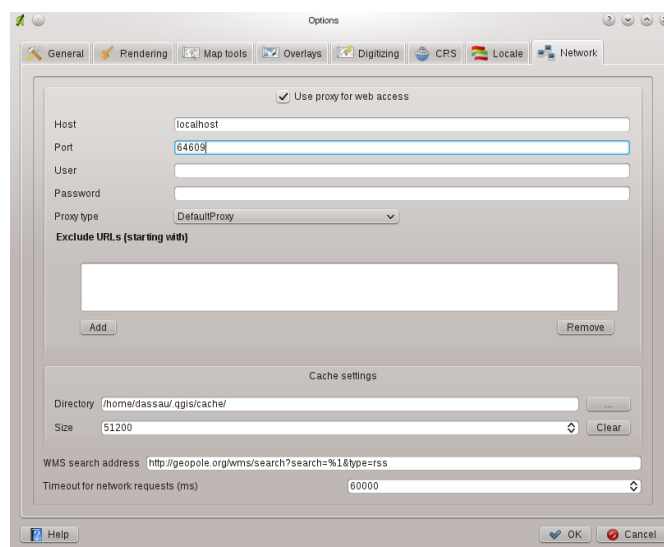 Options
General Rendering Map tools Overlays Digitizing CRS Locale Network
Use proxy for web access
Host localhost
Port 64609
User
Password
Proxy type DefaultProxy
Exclude URLs (starting with)
Add Remove
Cache settings
Directory /home/dassau/.qgis/cache/ ...
Size 51200 Clear
WMS search address http://geopole.org/wms/search?search=%1&type=rss
Timeout for network requests (ms) 60000
Help OK Cancel